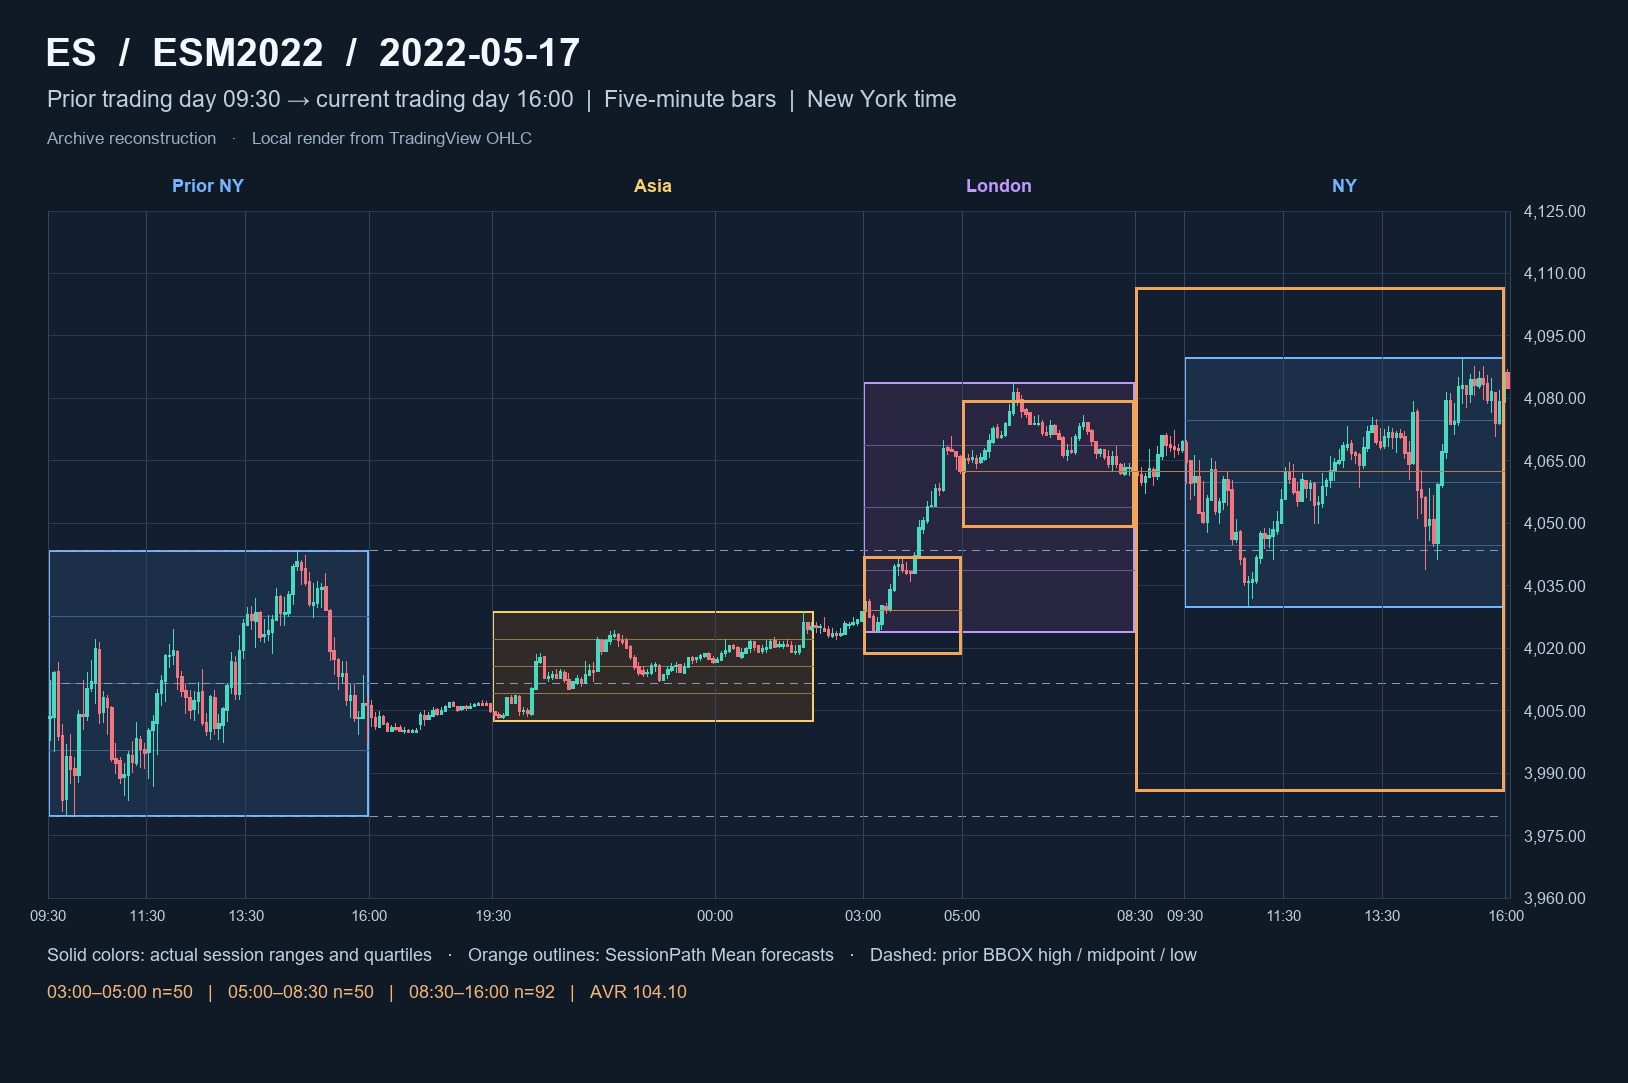 ES / ESM2022 / 2022-05-17
Prior trading day 09:30 → current trading day 16:00 | Five-minute bars | New York time
Archive reconstruction · Local render from TradingView OHLC
Prior NY Asia London NY
4,125.00
4,110.00
4,095.00
4,080.00
4,065.00
4,050.00
4,035.00
4,020.00
4,005.00
3,990.00
3,975.00
3,960.00
09:30 11:30 13:30 16:00 19:30 00:00 03:00 05:00 08:30 09:30 11:30 13:30 16:00
Solid colors: actual session ranges and quartiles · Orange outlines: SessionPath Mean forecasts · Dashed: prior BBOX high / midpoint / low
03:00–05:00 n=50 | 05:00–08:30 n=50 | 08:30–16:00 n=92 | AVR 104.10